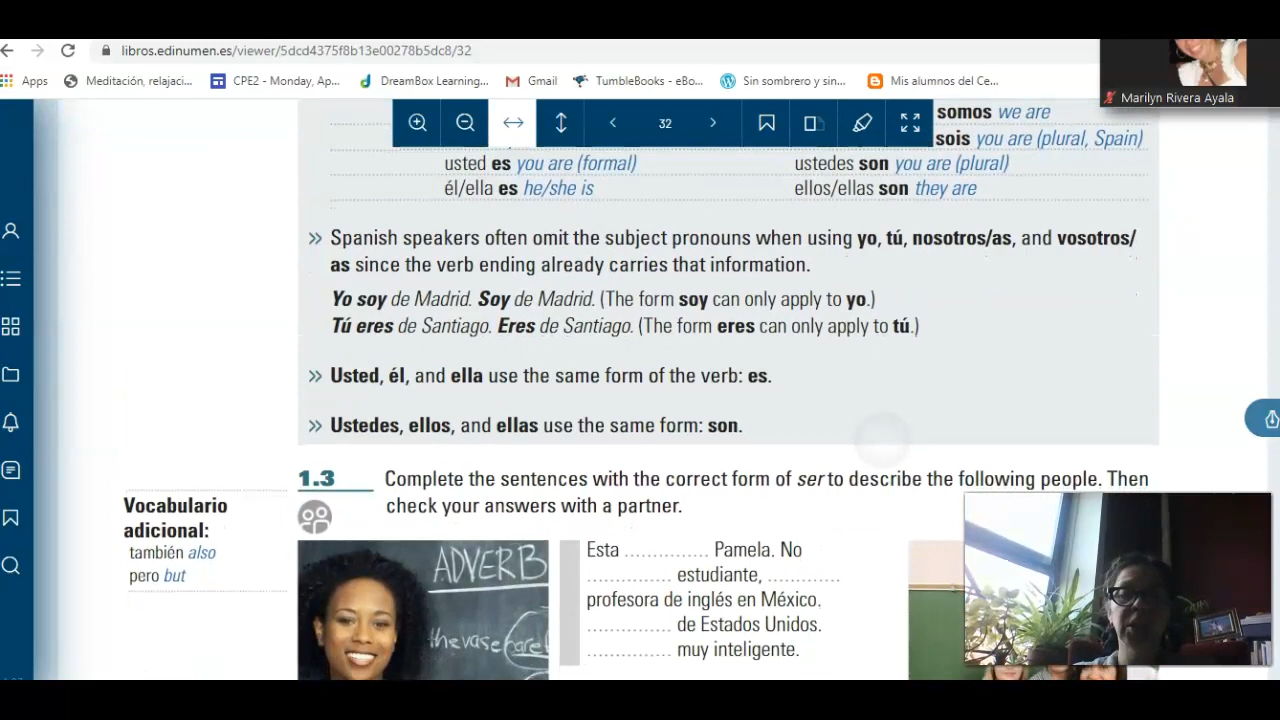 libros.edinumen.es/viewer/5dcd4375f8b13e00278b5dc8/32
Apps Meditación, relajaci... CPE2 - Monday, Ap... DreamBox Learning... Gmail TumbleBooks - eBo... Sin sombrero y sin... Mis alumnos del Ce...
Marilyn Rivera Ayala
32
somos we are
sois you are (plural, Spain)
usted es you are (formal) ustedes son you are (plural)
él/ella es he/she is ellos/ellas son they are
» Spanish speakers often omit the subject pronouns when using yo, tú, nosotros/as, and vosotros/
as since the verb ending already carries that information.
Yo soy de Madrid. Soy de Madrid. (The form soy can only apply to yo.)
Tú eres de Santiago. Eres de Santiago. (The form eres can only apply to tú.)
» Usted, él, and ella use the same form of the verb: es.
» Ustedes, ellos, and ellas use the same form: son.
1.3 Complete the sentences with the correct form of ser to describe the following people. Then
check your answers with a partner.
Vocabulario
adicional:
también also
pero but
ADVERB
the vase
Esta ............... Pamela. No
............... estudiante, .............
profesora de inglés en México.
............... de Estados Unidos.
............... muy inteligente.